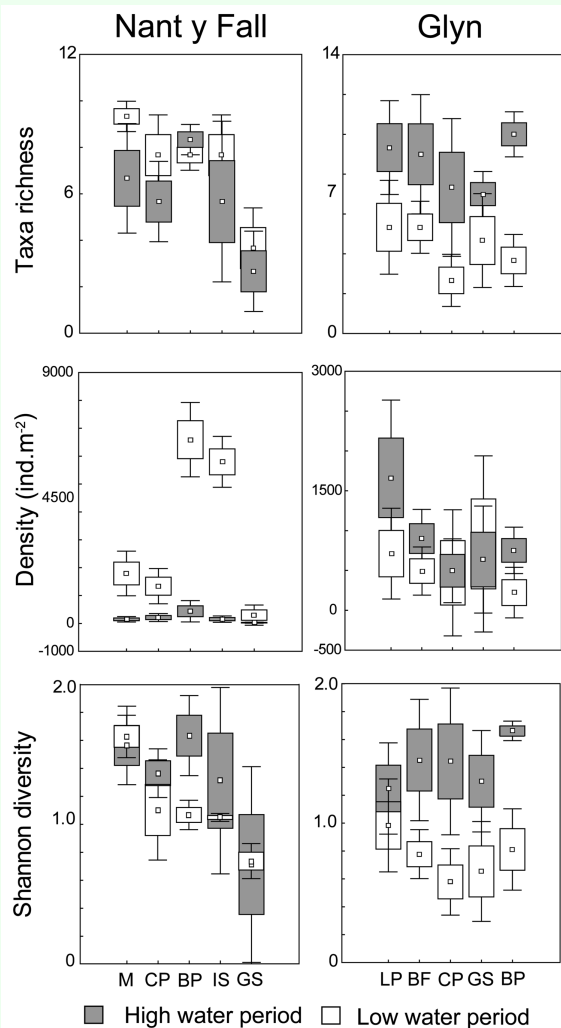 Nant y Fall Glyn
Taxa richness
12
6
0
14
7
0
Density (ind.m-2)
9000
4500
0
-1000
3000
1500
0
-500
Shannon diversity
2.0
1.0
0
2.0
1.0
0
M CP BP IS GS
LP BF CP GS BP
High water period Low water period